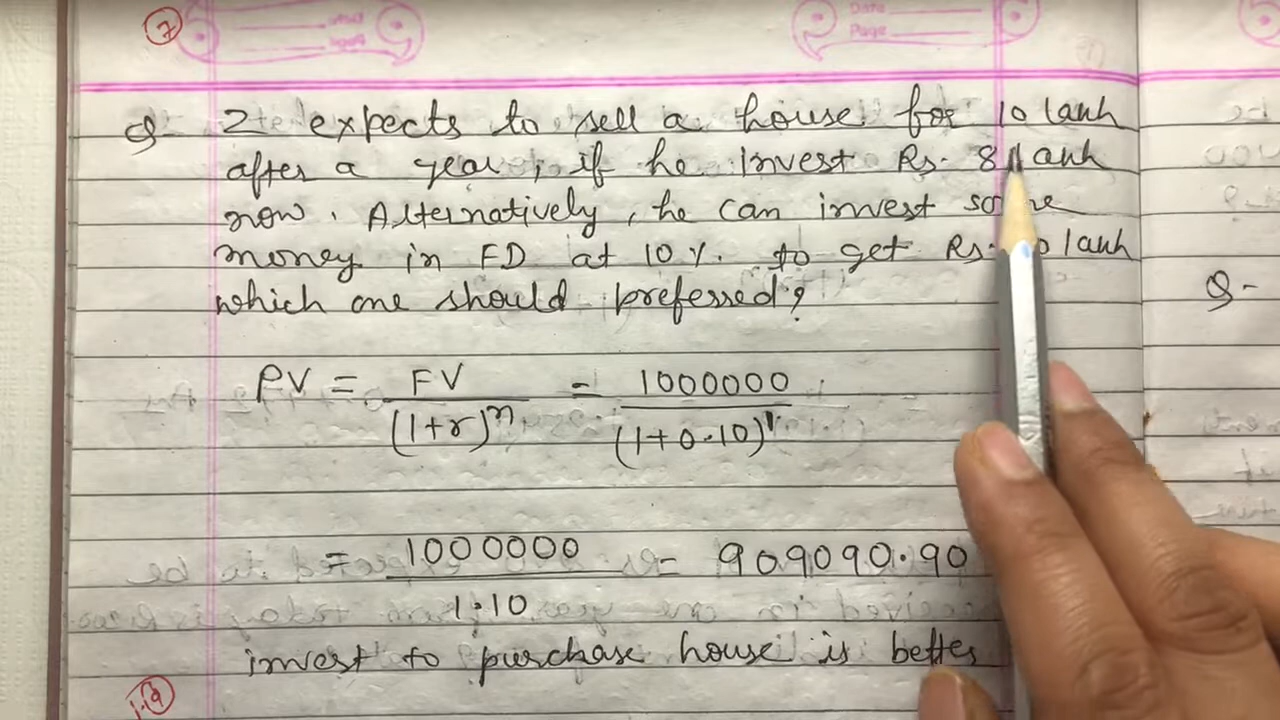 7
Date
Page
Q- Z expects to sell a house for 10 lakh
after a year, if he invest Rs. 8 lakh
now. Alternatively, he can invest some
money in FD at 10 %. to get Rs. 10 lakh
which one should preferred?
PV = FV / (1+r)^n = 1000000 / (1+0.10)^1
= 1000000 / 1.10 = 909090.90
invest to purchase house is better
Q-